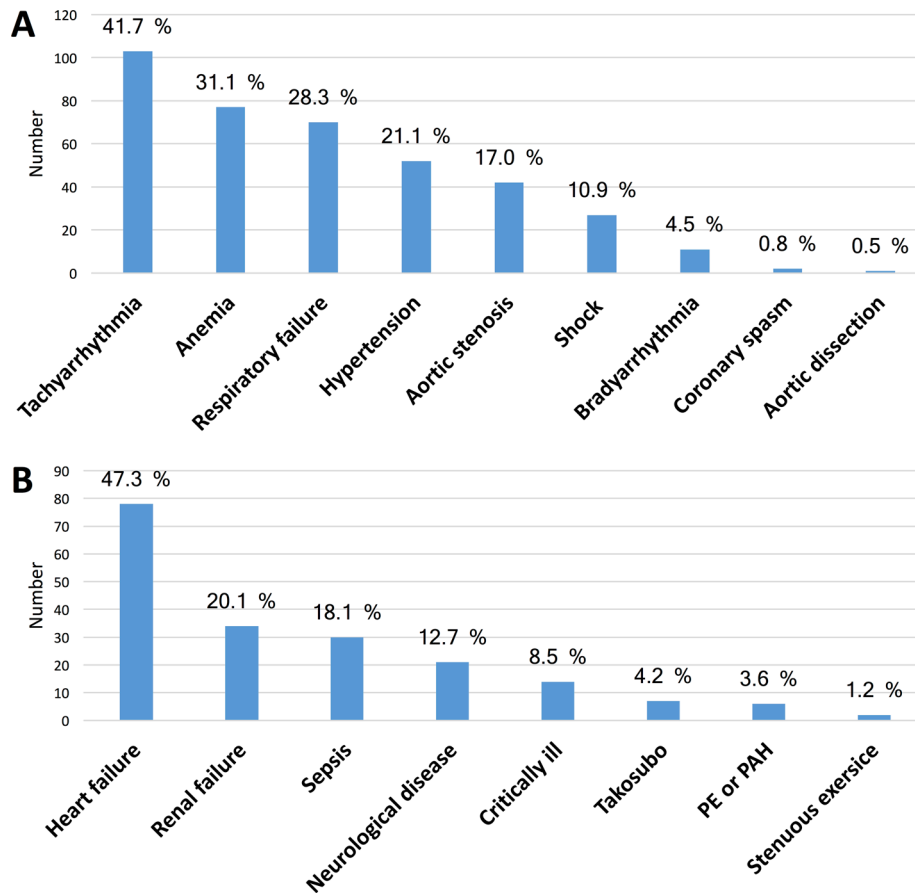 A
120
100
80
60
40
20
0
Number
41.7 %
31.1 %
28.3 %
21.1 %
17.0 %
10.9 %
4.5 %
0.8 %
0.5 %
Tachyarrhythmia
Anemia
Respiratory failure
Hypertension
Aortic stenosis
Shock
Bradyarrhythmia
Coronary spasm
Aortic dissection
B
90
80
70
60
50
40
30
20
10
0
Number
47.3 %
20.1 %
18.1 %
12.7 %
8.5 %
4.2 %
3.6 %
1.2 %
Heart failure
Renal failure
Sepsis
Neurological disease
Critically ill
Takosubo
PE or PAH
Stenuous exersice